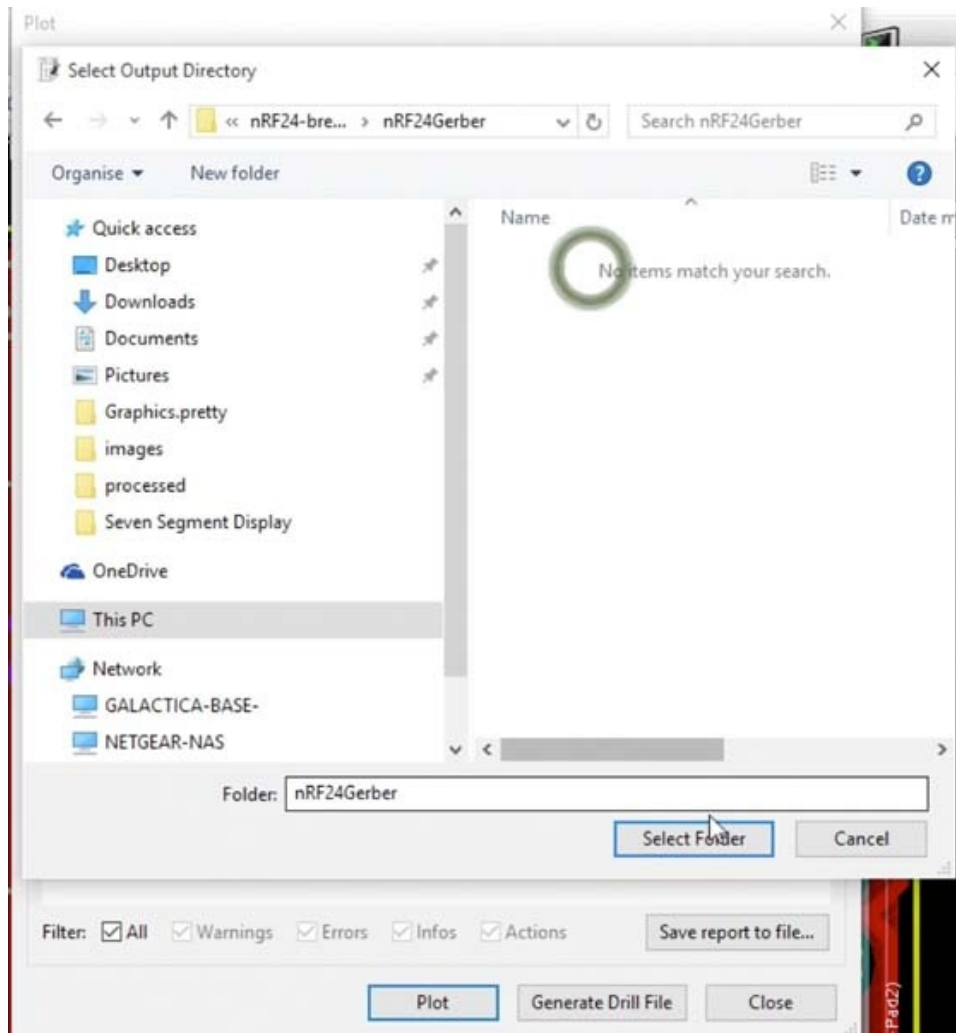 Plot
Select Output Directory
« nRF24-bre... > nRF24Gerber
Search nRF24Gerber
Organise
New folder
?
Quick access
Name
Date m
Desktop
No items match your search.
Downloads
Documents
Pictures
Graphics.pretty
images
processed
Seven Segment Display
OneDrive
This PC
Network
GALACTICA-BASE-
NETGEAR-NAS
Folder: nRF24Gerber
Select Folder
Cancel
Filter: All Warnings Errors Infos Actions
Save report to file...
Plot
Generate Drill File
Close
Pad2)